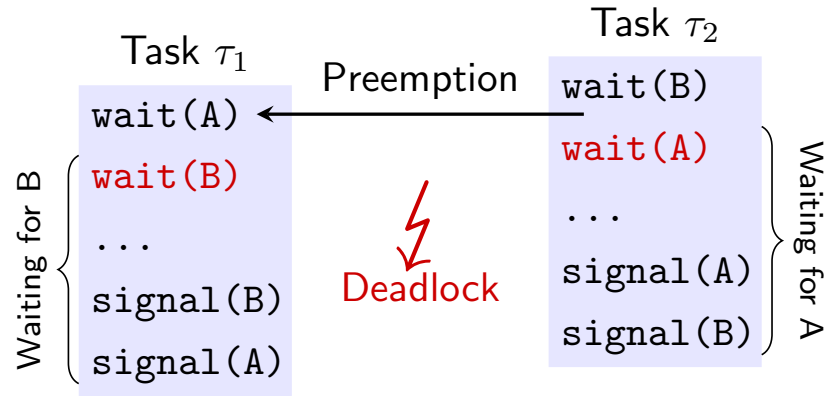 Task τ1
wait(A)
wait(B)
...
signal(B)
signal(A)
Waiting for B
Preemption
Deadlock
Task τ2
wait(B)
wait(A)
...
signal(A)
signal(B)
Waiting for A